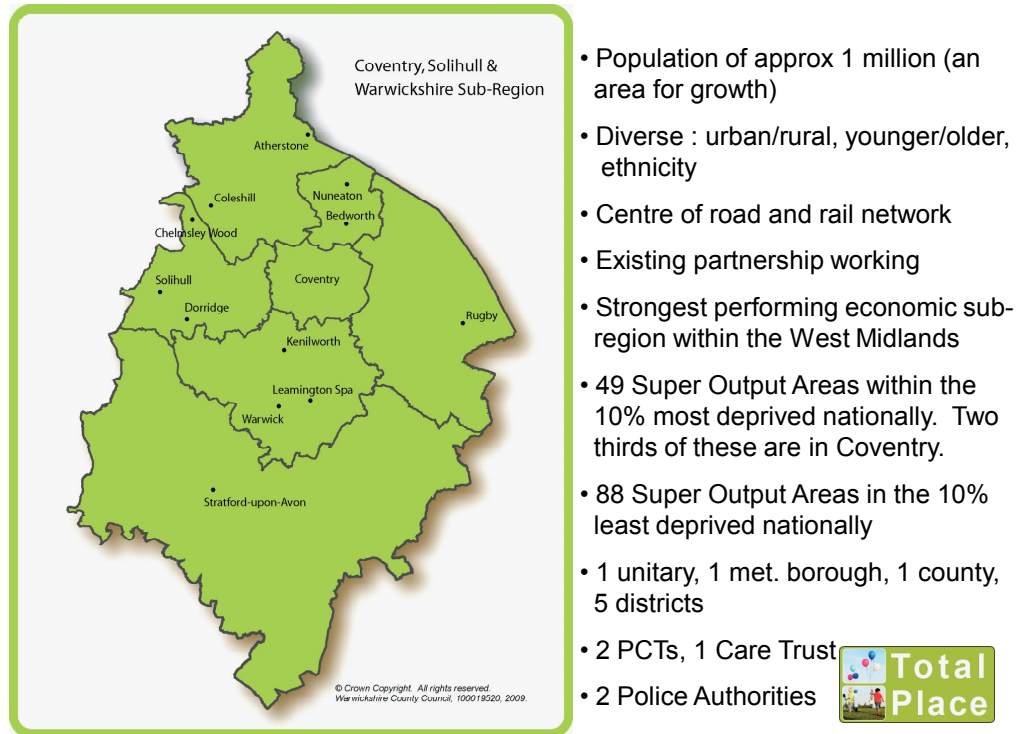 Coventry, Solihull &
Warwickshire Sub-Region
Atherstone
Nuneaton
Coleshill
Bedworth
Chelmsley Wood
Solihull
Coventry
Dorridge
Rugby
Kenilworth
Leamington Spa
Warwick
Stratford-upon-Avon
© Crown Copyright. All rights reserved.
Warwickshire County Council, 100019520, 2009.
• Population of approx 1 million (an
area for growth)
• Diverse : urban/rural, younger/older,
ethnicity
• Centre of road and rail network
• Existing partnership working
• Strongest performing economic sub-
region within the West Midlands
• 49 Super Output Areas within the
10% most deprived nationally. Two
thirds of these are in Coventry.
• 88 Super Output Areas in the 10%
least deprived nationally
• 1 unitary, 1 met. borough, 1 county,
5 districts
• 2 PCTs, 1 Care Trust
• 2 Police Authorities
Total
Place